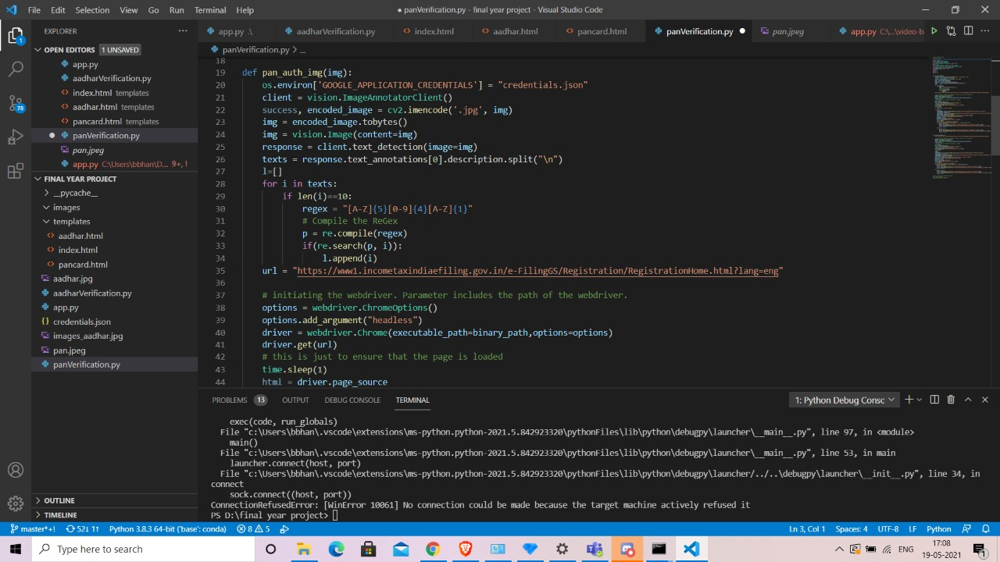 File Edit Selection View Go Run Terminal Help
● panVerification.py - final year project - Visual Studio Code
EXPLORER
OPEN EDITORS 1 UNSAVED
app.py
aadharVerification.py
index.html templates
aadhar.html templates
pancard.html templates
● panVerification.py
pan.jpeg
app.py C:\Users\bbhan\D... 9+, !
FINAL YEAR PROJECT
__pycache__
images
templates
aadhar.html
index.html
pancard.html
aadhar.jpg
aadharVerification.py
app.py
credentials.json
images_aadhar.jpg
pan.jpeg
panVerification.py
OUTLINE
TIMELINE
app.py .\ aadharVerification.py index.html aadhar.html pancard.html panVerification.py ● pan.jpeg app.py C:\...\video-b
panVerification.py > ...
18
19 def pan_auth_img(img):
20 os.environ['GOOGLE_APPLICATION_CREDENTIALS'] = "credentials.json"
21 client = vision.ImageAnnotatorClient()
22 success, encoded_image = cv2.imencode('.jpg', img)
23 img = encoded_image.tobytes()
24 img = vision.Image(content=img)
25 response = client.text_detection(image=img)
26 texts = response.text_annotations[0].description.split("\n")
27 l=[]
28 for i in texts:
29 if len(i)==10:
30 regex = "[A-Z]{5}[0-9]{4}[A-Z]{1}"
31 # Compile the ReGex
32 p = re.compile(regex)
33 if(re.search(p, i)):
34 l.append(i)
35 url = "https://www1.incometaxindiaefiling.gov.in/e-FilingGS/Registration/RegistrationHome.html?lang=eng"
36
37 # initiating the webdriver. Parameter includes the path of the webdriver.
38 options = webdriver.ChromeOptions()
39 options.add_argument("headless")
40 driver = webdriver.Chrome(executable_path=binary_path,options=options)
41 driver.get(url)
42 # this is just to ensure that the page is loaded
43 time.sleep(1)
44 html = driver.page_source
PROBLEMS 13 OUTPUT DEBUG CONSOLE TERMINAL 1: Python Debug Consc
exec(code, run_globals)
File "c:\Users\bbhan\.vscode\extensions\ms-python.python-2021.5.842923320\pythonFiles\lib\python\debugpy\launcher\__main__.py", line 97, in <module>
main()
File "c:\Users\bbhan\.vscode\extensions\ms-python.python-2021.5.842923320\pythonFiles\lib\python\debugpy\launcher\__main__.py", line 53, in main
launcher.connect(host, port)
File "c:\Users\bbhan\.vscode\extensions\ms-python.python-2021.5.842923320\pythonFiles\lib\python\debugpy\launcher/../..\debugpy\launcher\__init__.py", line 34, in
connect
sock.connect((host, port))
ConnectionRefusedError: [WinError 10061] No connection could be made because the target machine actively refused it
PS D:\final year project>
1
78
master*+! 52↓ 1↑ Python 3.8.3 64-bit ('base': conda) 8 5 Ln 3, Col 1 Spaces: 4 UTF-8 LF Python
Type here to search
ENG 17:08
19-05-2021
1